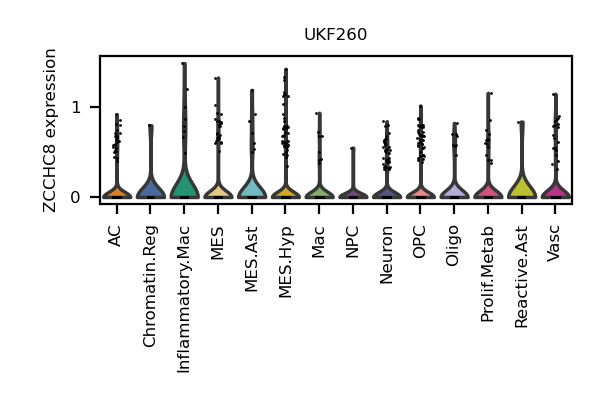 UKF260
ZCCHC8 expression
1
0
AC
Chromatin.Reg
Inflammatory.Mac
MES
MES.Ast
MES.Hyp
Mac
NPC
Neuron
OPC
Oligo
Prolif.Metab
Reactive.Ast
Vasc